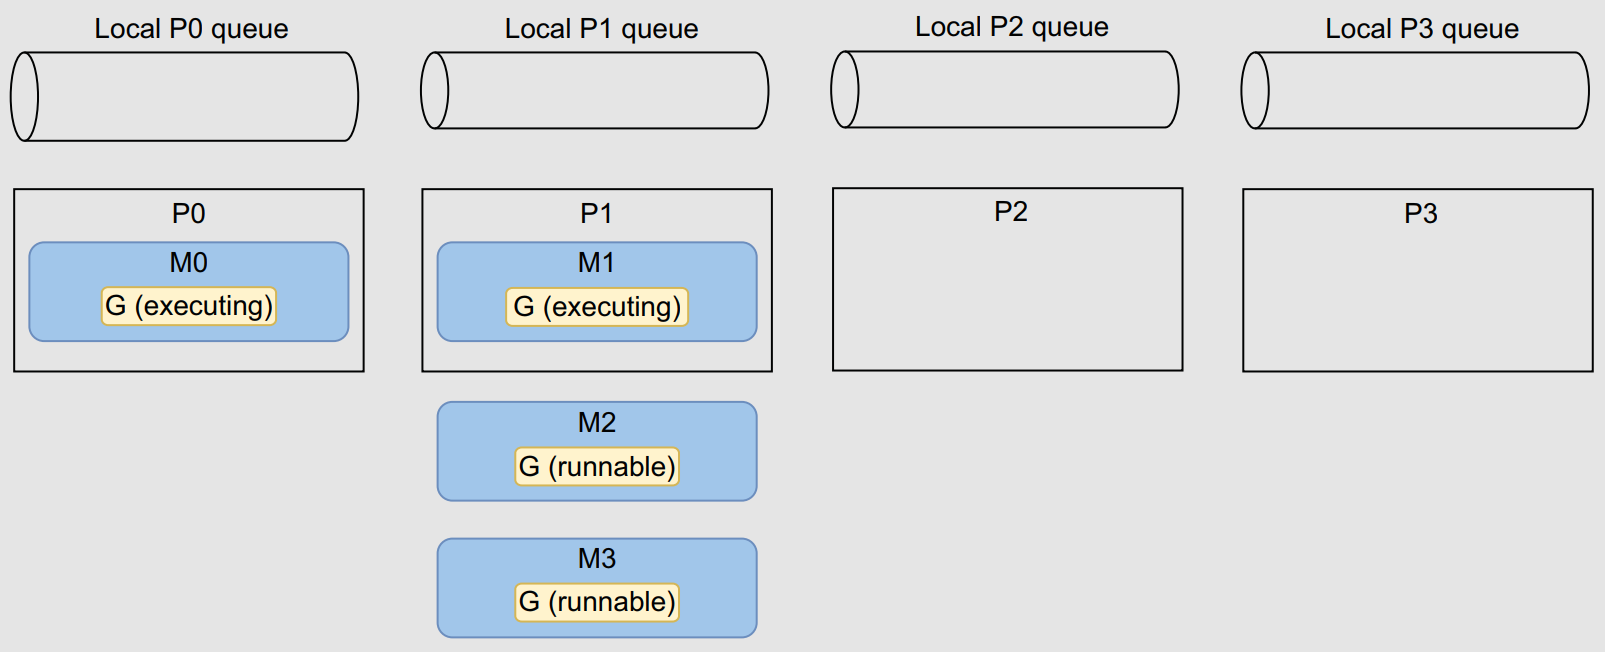 Local P0 queue
Local P1 queue
Local P2 queue
Local P3 queue
P0
P1
P2
P3
M0
M1
G (executing)
G (executing)
M2
G (runnable)
M3
G (runnable)